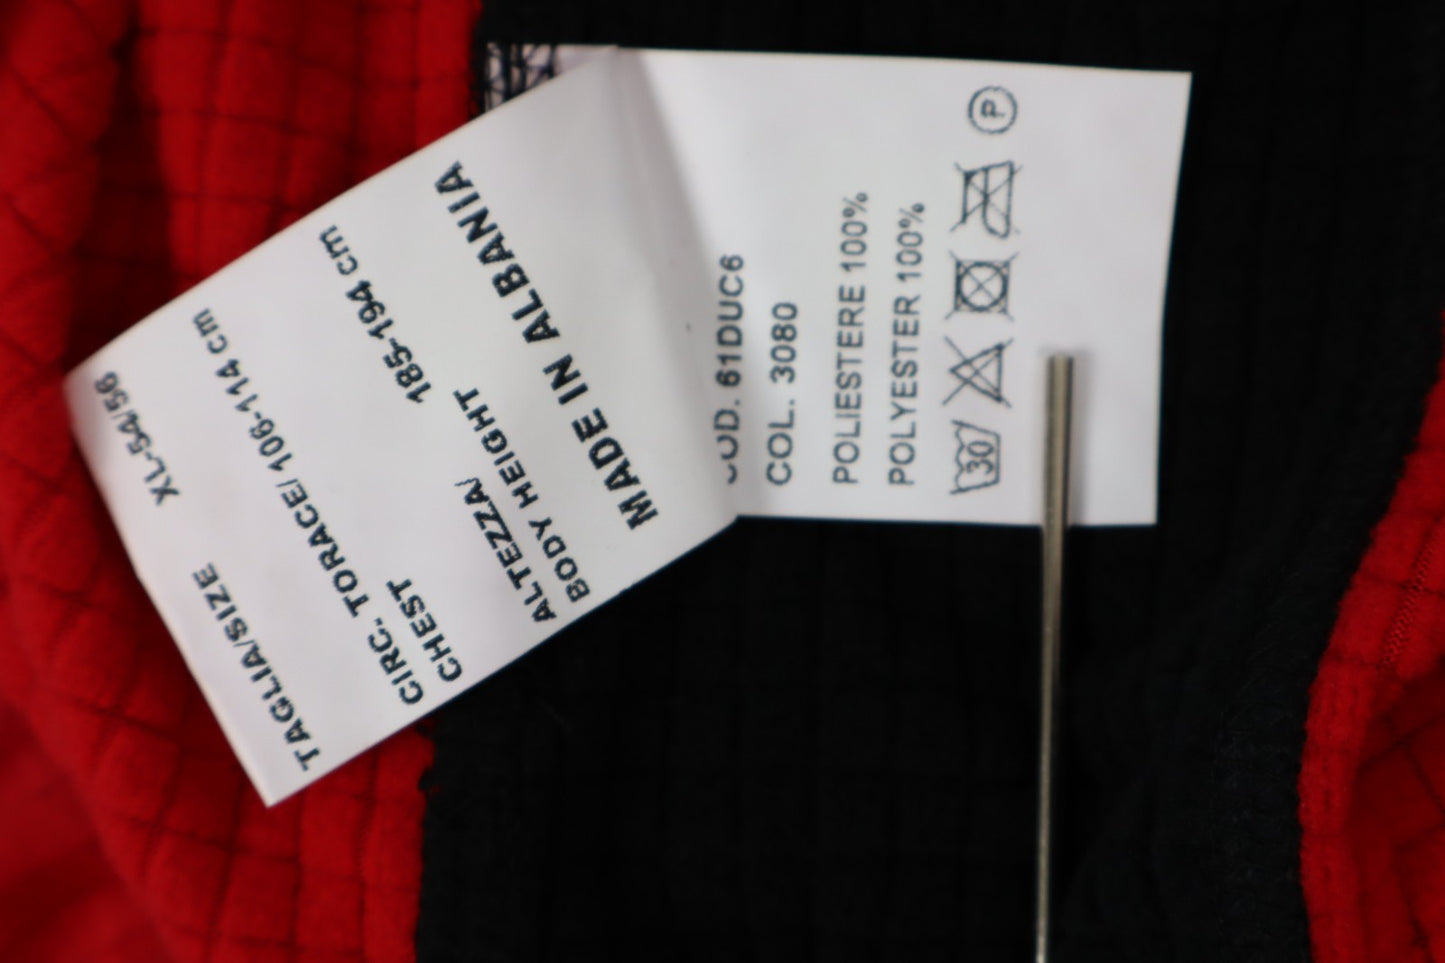 TAGLIA/SIZE XL-54/56
CIRC. TORACE/ 106-114 cm
CHEST
ALTEZZA/ 185-194 cm
BODY HEIGHT
MADE IN ALBANIA
COD. 61DUC6
COL. 3080
POLIESTERE 100%
POLYESTER 100%
30 P